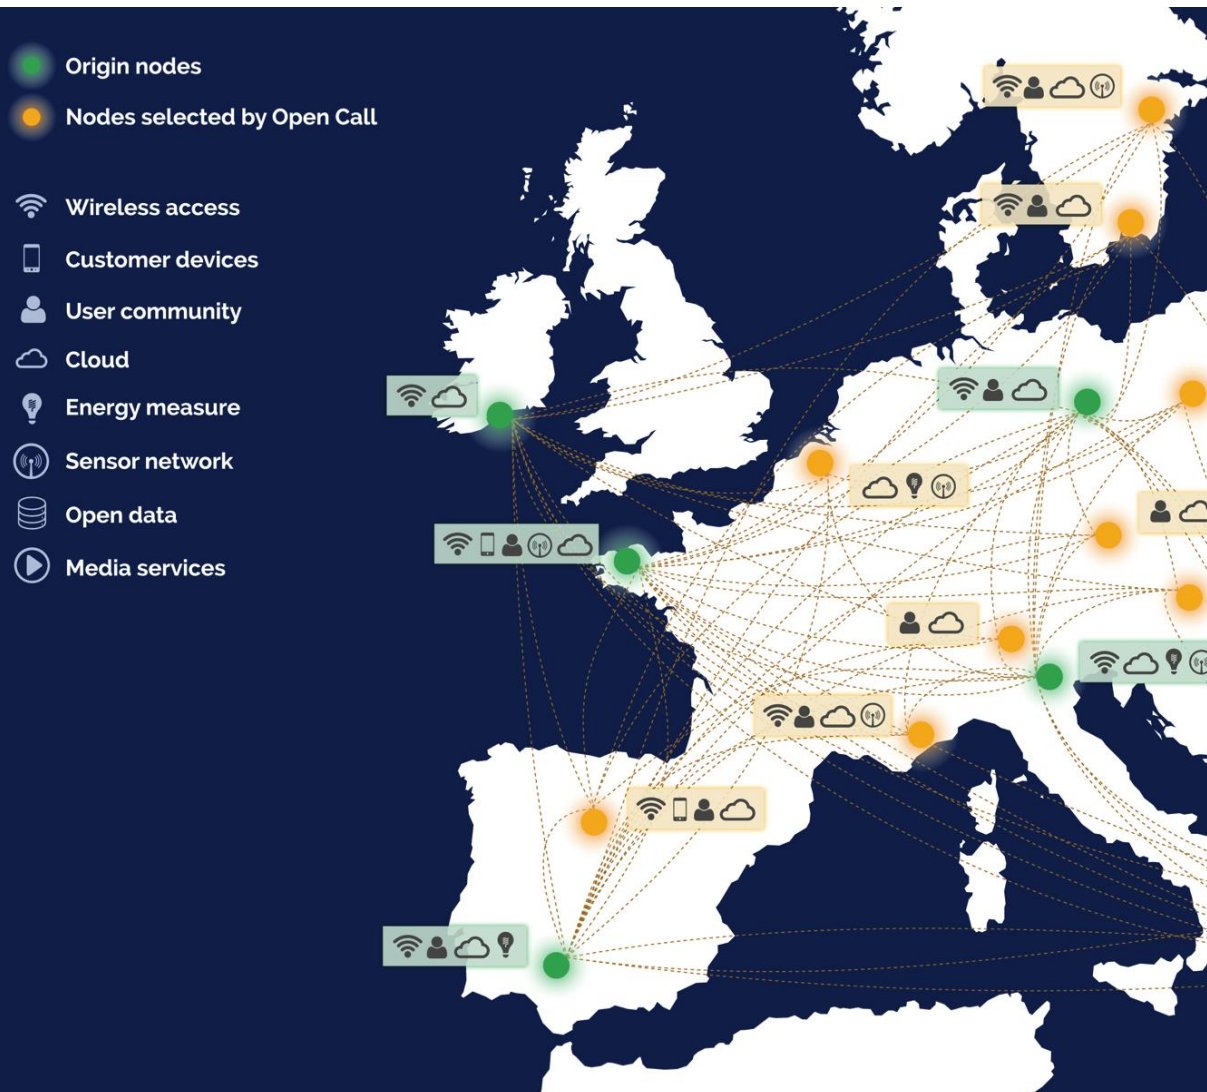 Origin nodes
Nodes selected by Open Call
Wireless access
Customer devices
User community
Cloud
Energy measure
Sensor network
Open data
Media services